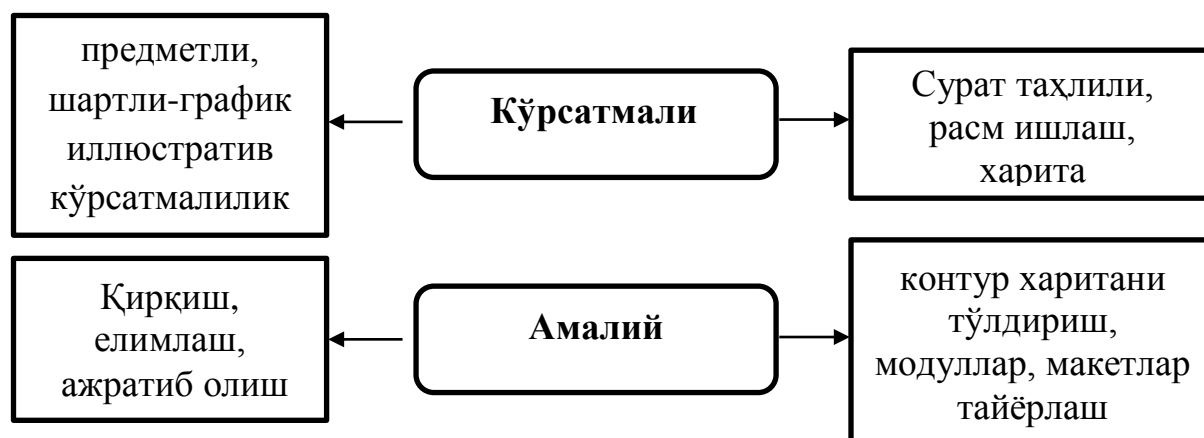 предметли,
шартли-график
иллюстратив
кўрсатмалилик
Кўрсатмали
Сурат таҳлили,
расм ишлаш,
харита
Қирқиш,
елимлаш,
ажратиб олиш
Амалий
контур харитани
тўлдириш,
модуллар, макетлар
тайёрлаш